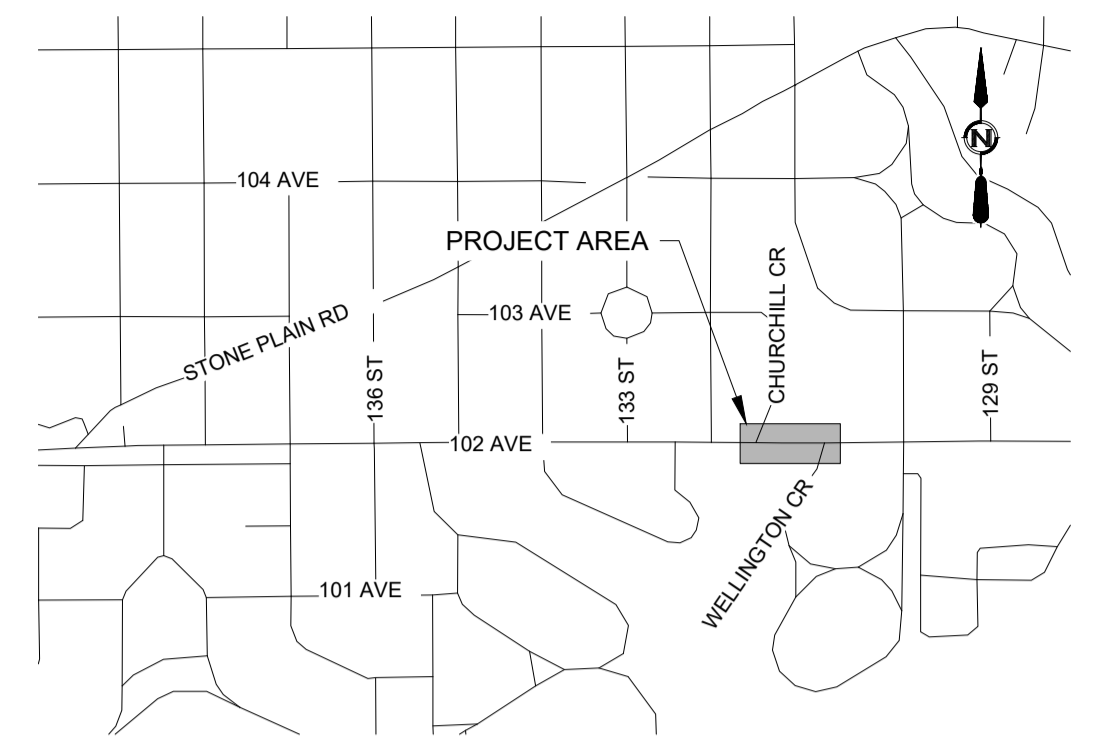 N
104 AVE
PROJECT AREA
CHURCHILL CR
103 AVE
STONE PLAIN RD
136 ST
133 ST
129 ST
102 AVE
WELLINGTON CR
101 AVE